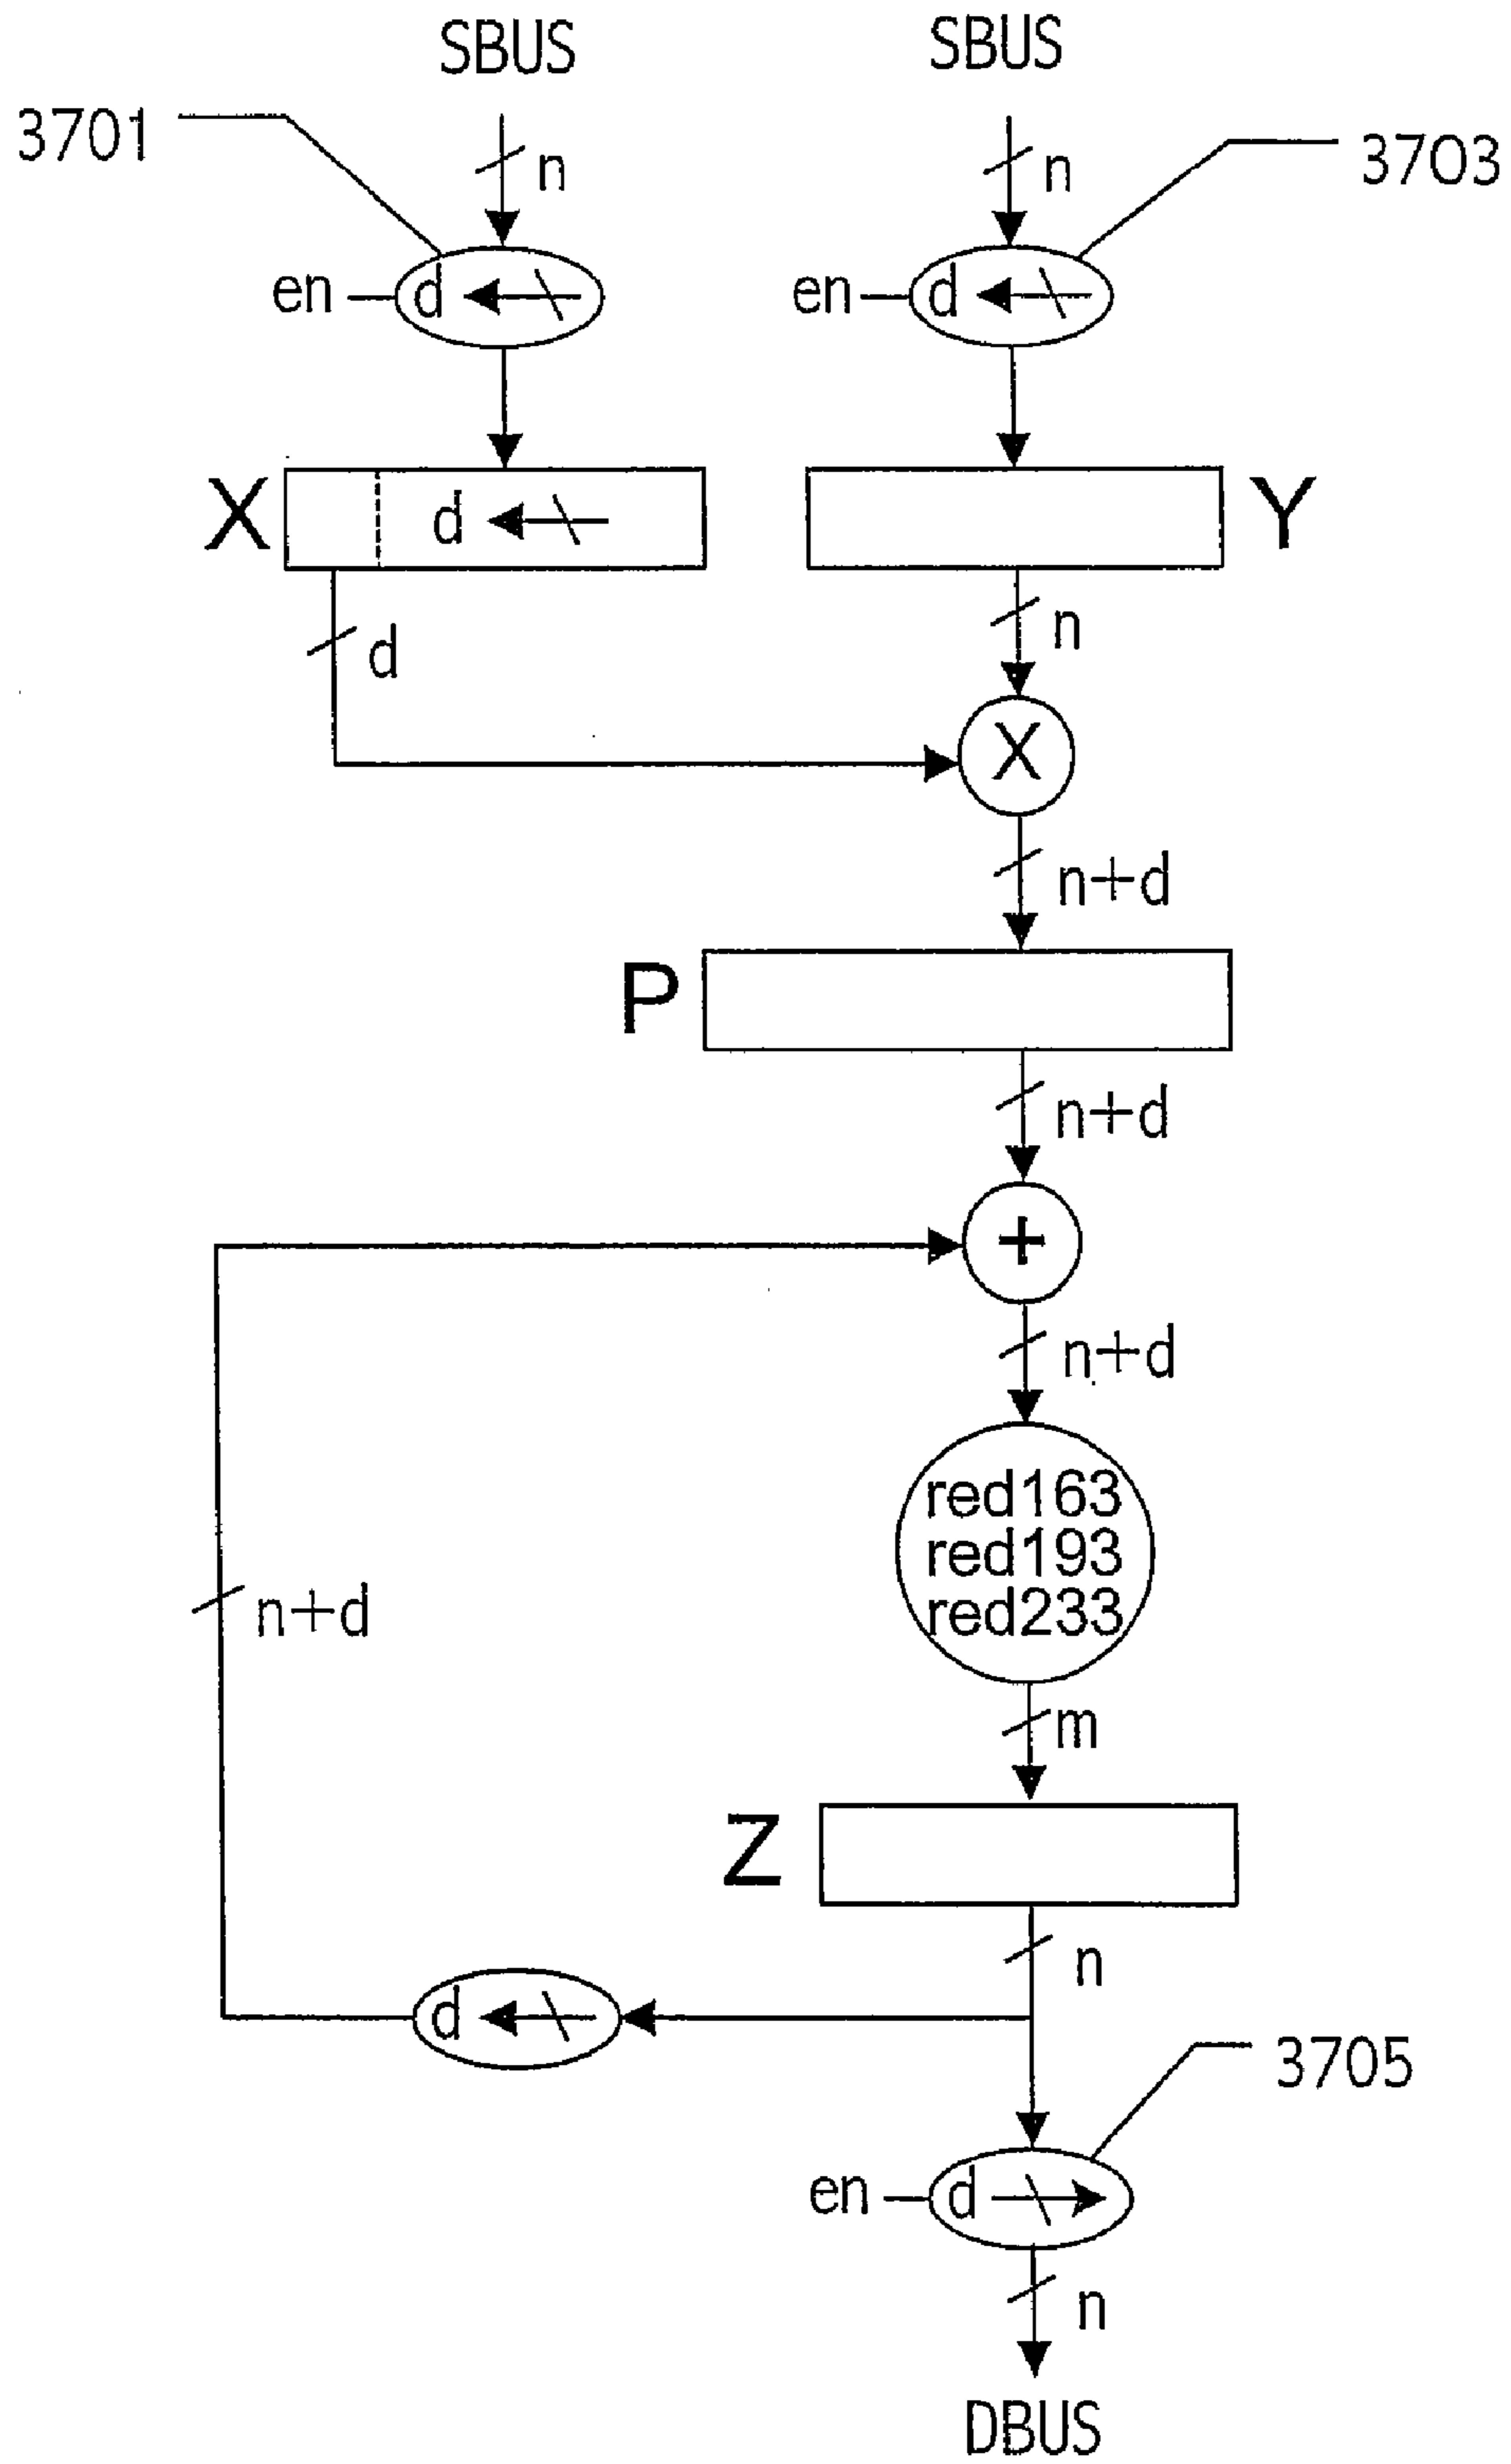 SBUS
SBUS
3701
3703
n
n
en
d
en
d
X
d
Y
d
n
X
n+d
P
n+d
+
n+d
red163
red193
red233
n+d
m
Z
n
d
3705
en
d
n
DBUS